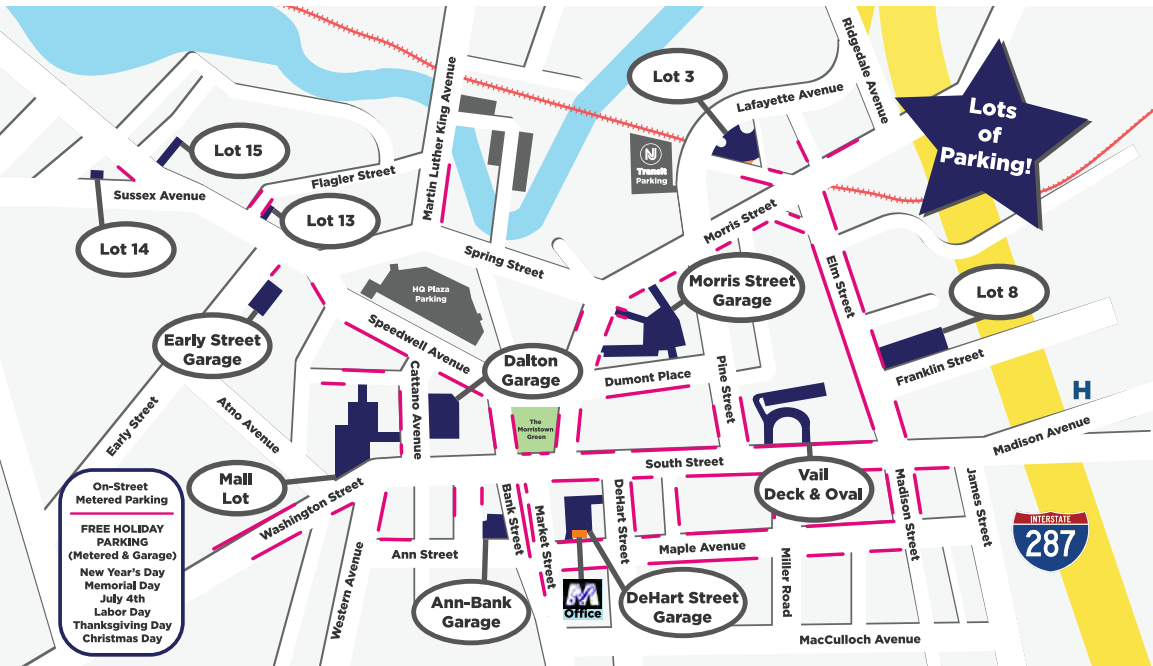 Ridgedale Avenue
Lot 3
Lafayette Avenue
Lots
of
Parking!
Martin Luther King Avenue
Lot 15
NJ
Transit
Parking
Flagler Street
Sussex Avenue
Lot 13
Lot 14
Morris Street
Spring Street
Elm Street
HQ Plaza
Parking
Morris Street
Garage
Lot 8
Early Street
Garage
Speedwell Avenue
Dalton
Garage
Franklin Street
Dumont Place
Pine Street
Cattano Avenue
H
Early Street
Atno Avenue
The
Morristown
Green
Madison Avenue
South Street
Mall
Lot
Vail
Deck & Oval
Washington Street
Bank Street
Market Street
DeHart Street
Madison Street
James Street
On-Street
Metered Parking
FREE HOLIDAY
PARKING
(Metered & Garage)
New Year's Day
Memorial Day
July 4th
Labor Day
Thanksgiving Day
Christmas Day
INTERSTATE
287
Ann Street
Maple Avenue
Western Avenue
Miller Road
Ann-Bank
Garage
M
Office
DeHart Street
Garage
MacCulloch Avenue